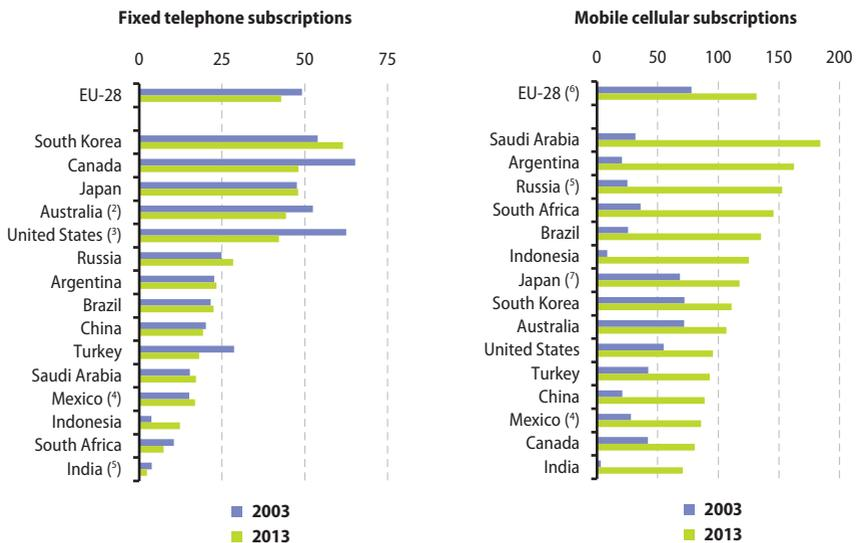 Fixed telephone subscriptions
0 25 50 75
EU-28
South Korea
Canada
Japan
Australia (²)
United States (³)
Russia
Argentina
Brazil
China
Turkey
Saudi Arabia
Mexico (⁴)
Indonesia
South Africa
India (⁵)
2003
2013
Mobile cellular subscriptions
0 50 100 150 200
EU-28 (⁶)
Saudi Arabia
Argentina
Russia (⁵)
South Africa
Brazil
Indonesia
Japan (⁷)
South Korea
Australia
United States
Turkey
China
Mexico (⁴)
Canada
India
2003
2013